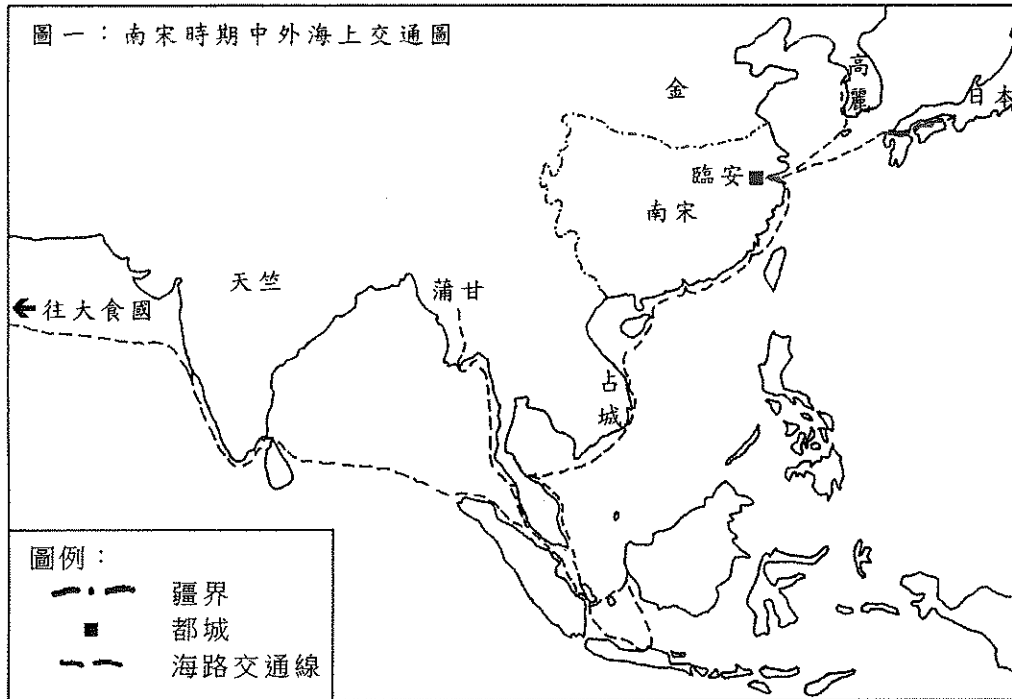 圖一：南宋時期中外海上交通圖
高麗
日本
金
臨安
南宋
天竺
蒲甘
往大食國
占城
圖例：
疆界
都城
海路交通線